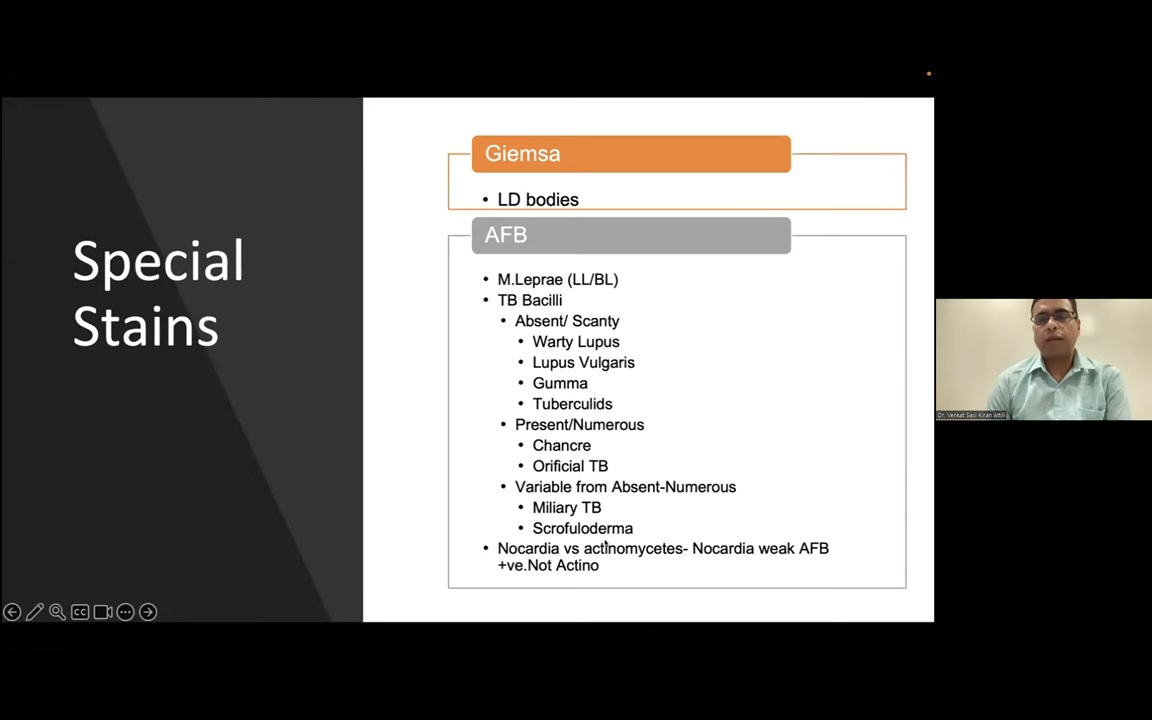 Special
Stains
Giemsa
• LD bodies
AFB
• M.Leprae (LL/BL)
• TB Bacilli
• Absent/ Scanty
• Warty Lupus
• Lupus Vulgaris
• Gumma
• Tuberculids
• Present/Numerous
• Chancre
• Orificial TB
• Variable from Absent-Numerous
• Miliary TB
• Scrofuloderma
• Nocardia vs actinomycetes- Nocardia weak AFB
+ve.Not Actino
CC
Dr. Venkat Sasi Kiran Attili